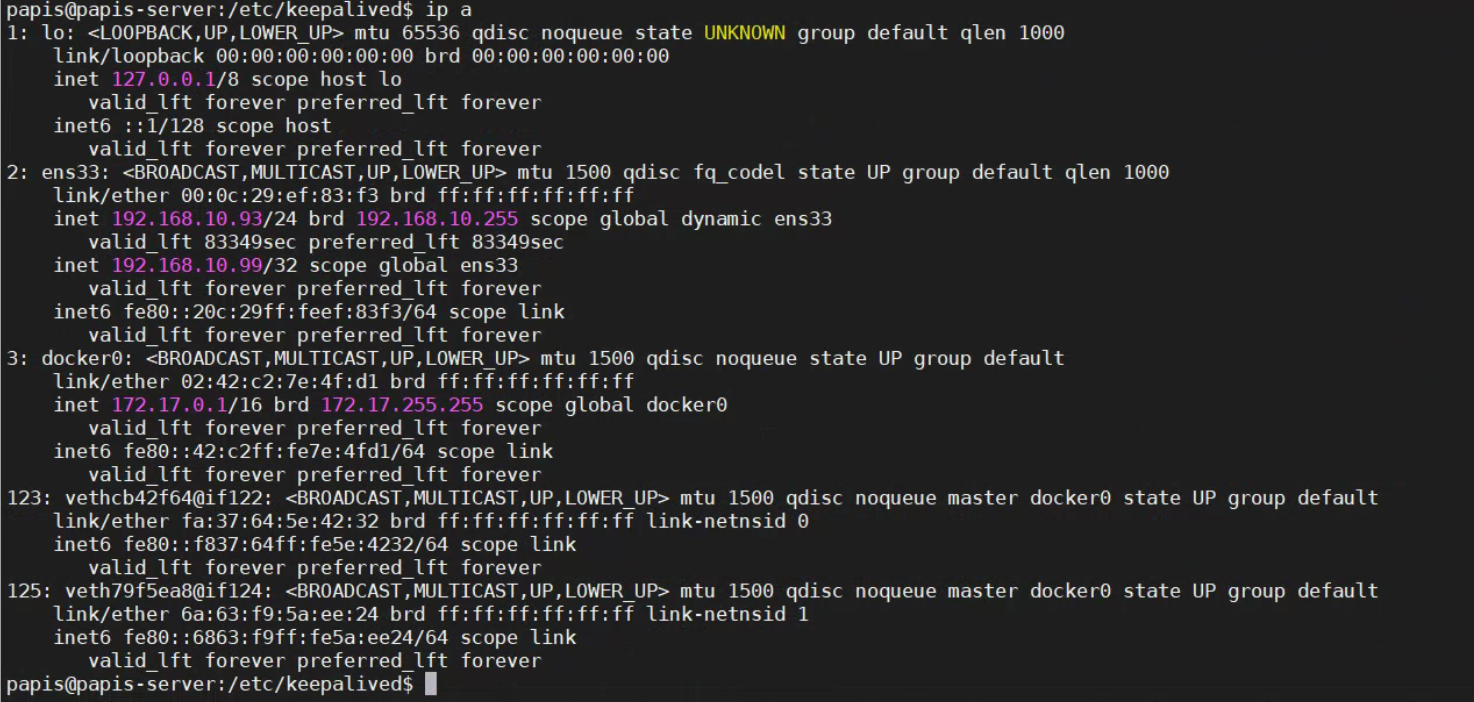 papis@papis-server:/etc/keepalived$ ip a
1: lo: <LOOPBACK,UP,LOWER_UP> mtu 65536 qdisc noqueue state UNKNOWN group default qlen 1000
    link/loopback 00:00:00:00:00:00 brd 00:00:00:00:00:00
    inet 127.0.0.1/8 scope host lo
       valid_lft forever preferred_lft forever
    inet6 ::1/128 scope host
       valid_lft forever preferred_lft forever
2: ens33: <BROADCAST,MULTICAST,UP,LOWER_UP> mtu 1500 qdisc fq_codel state UP group default qlen 1000
    link/ether 00:0c:29:ef:83:f3 brd ff:ff:ff:ff:ff:ff
    inet 192.168.10.93/24 brd 192.168.10.255 scope global dynamic ens33
       valid_lft 83349sec preferred_lft 83349sec
    inet 192.168.10.99/32 scope global ens33
       valid_lft forever preferred_lft forever
    inet6 fe80::20c:29ff:feef:83f3/64 scope link
       valid_lft forever preferred_lft forever
3: docker0: <BROADCAST,MULTICAST,UP,LOWER_UP> mtu 1500 qdisc noqueue state UP group default
    link/ether 02:42:c2:7e:4f:d1 brd ff:ff:ff:ff:ff:ff
    inet 172.17.0.1/16 brd 172.17.255.255 scope global docker0
       valid_lft forever preferred_lft forever
    inet6 fe80::42:c2ff:fe7e:4fd1/64 scope link
       valid_lft forever preferred_lft forever
123: vethcb42f64@if122: <BROADCAST,MULTICAST,UP,LOWER_UP> mtu 1500 qdisc noqueue master docker0 state UP group default
    link/ether fa:37:64:5e:42:32 brd ff:ff:ff:ff:ff:ff link-netnsid 0
    inet6 fe80::f837:64ff:fe5e:4232/64 scope link
       valid_lft forever preferred_lft forever
125: veth79f5ea8@if124: <BROADCAST,MULTICAST,UP,LOWER_UP> mtu 1500 qdisc noqueue master docker0 state UP group default
    link/ether 6a:63:f9:5a:ee:24 brd ff:ff:ff:ff:ff:ff link-netnsid 1
    inet6 fe80::6863:f9ff:fe5a:ee24/64 scope link
       valid_lft forever preferred_lft forever
papis@papis-server:/etc/keepalived$